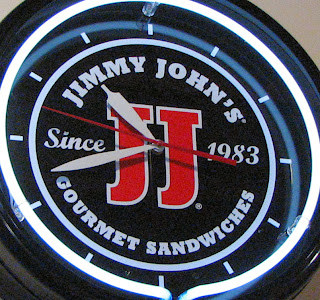 JIMMY JOHN'S
JJ
Since 1983
GOURMET SANDWICHES
®